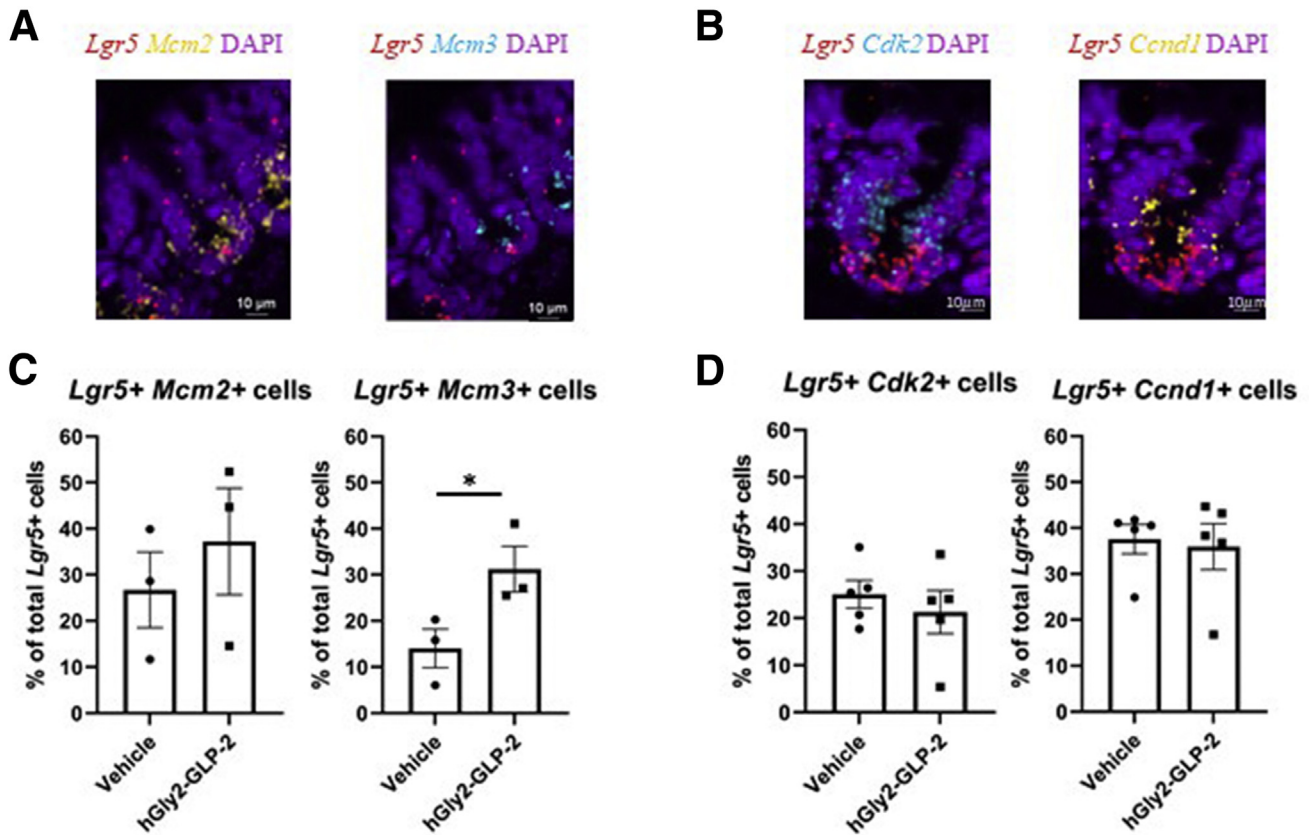 A
B
Lgr5 Mcm2 DAPI
Lgr5 Mcm3 DAPI
Lgr5 Cdk2 DAPI
Lgr5 Ccnd1 DAPI
10 µm
10 µm
10µm
10µm
C
D
Lgr5+ Mcm2+ cells
% of total Lgr5+ cells
60
50
40
30
20
10
0
Vehicle
hGly2-GLP-2
Lgr5+ Mcm3+ cells
% of total Lgr5+ cells
60
50
40
30
20
10
0
*
Vehicle
hGly2-GLP-2
Lgr5+ Cdk2+ cells
% of total Lgr5+ cells
60
50
40
30
20
10
0
Vehicle
hGly2-GLP-2
Lgr5+ Ccnd1+ cells
% of total Lgr5+ cells
60
50
40
30
20
10
0
Vehicle
hGly2-GLP-2